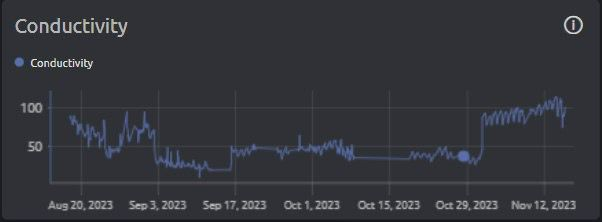 Conductivity
Conductivity
100
50
Aug 20, 2023 Sep 3, 2023 Sep 17, 2023 Oct 1, 2023 Oct 15, 2023 Oct 29, 2023 Nov 12, 2023